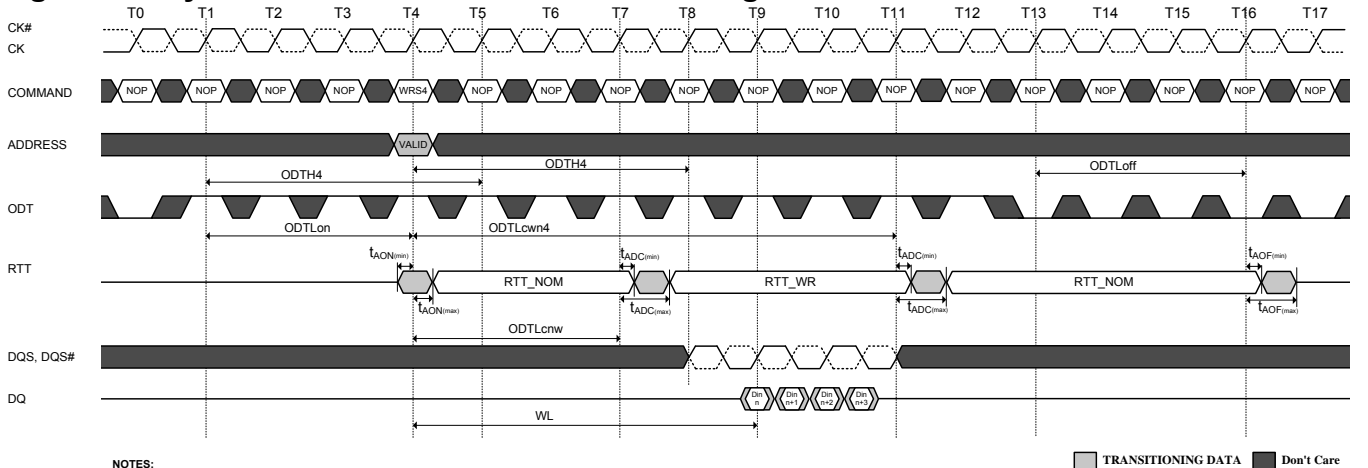 T0 T1 T2 T3 T4 T5 T6 T7 T8 T9 T10 T11 T12 T13 T14 T15 T16 T17
CK#
CK
COMMAND NOP NOP NOP NOP WRS4 NOP NOP NOP NOP NOP NOP NOP NOP NOP NOP NOP NOP NOP
ADDRESS VALID
ODTH4 ODTLoff
ODTH4
ODT
ODTLon ODTLcwn4
tAON(min) tADC(min) tADC(min) tAOF(min)
RTT RTT_NOM RTT_WR RTT_NOM
tAON(max) tADC(max) tADC(max) tAOF(max)
ODTLcnw
DQS, DQS#
DQ Din n Din n+1 Din n+2 Din n+3
WL
NOTES: TRANSITIONING DATA Don't Care